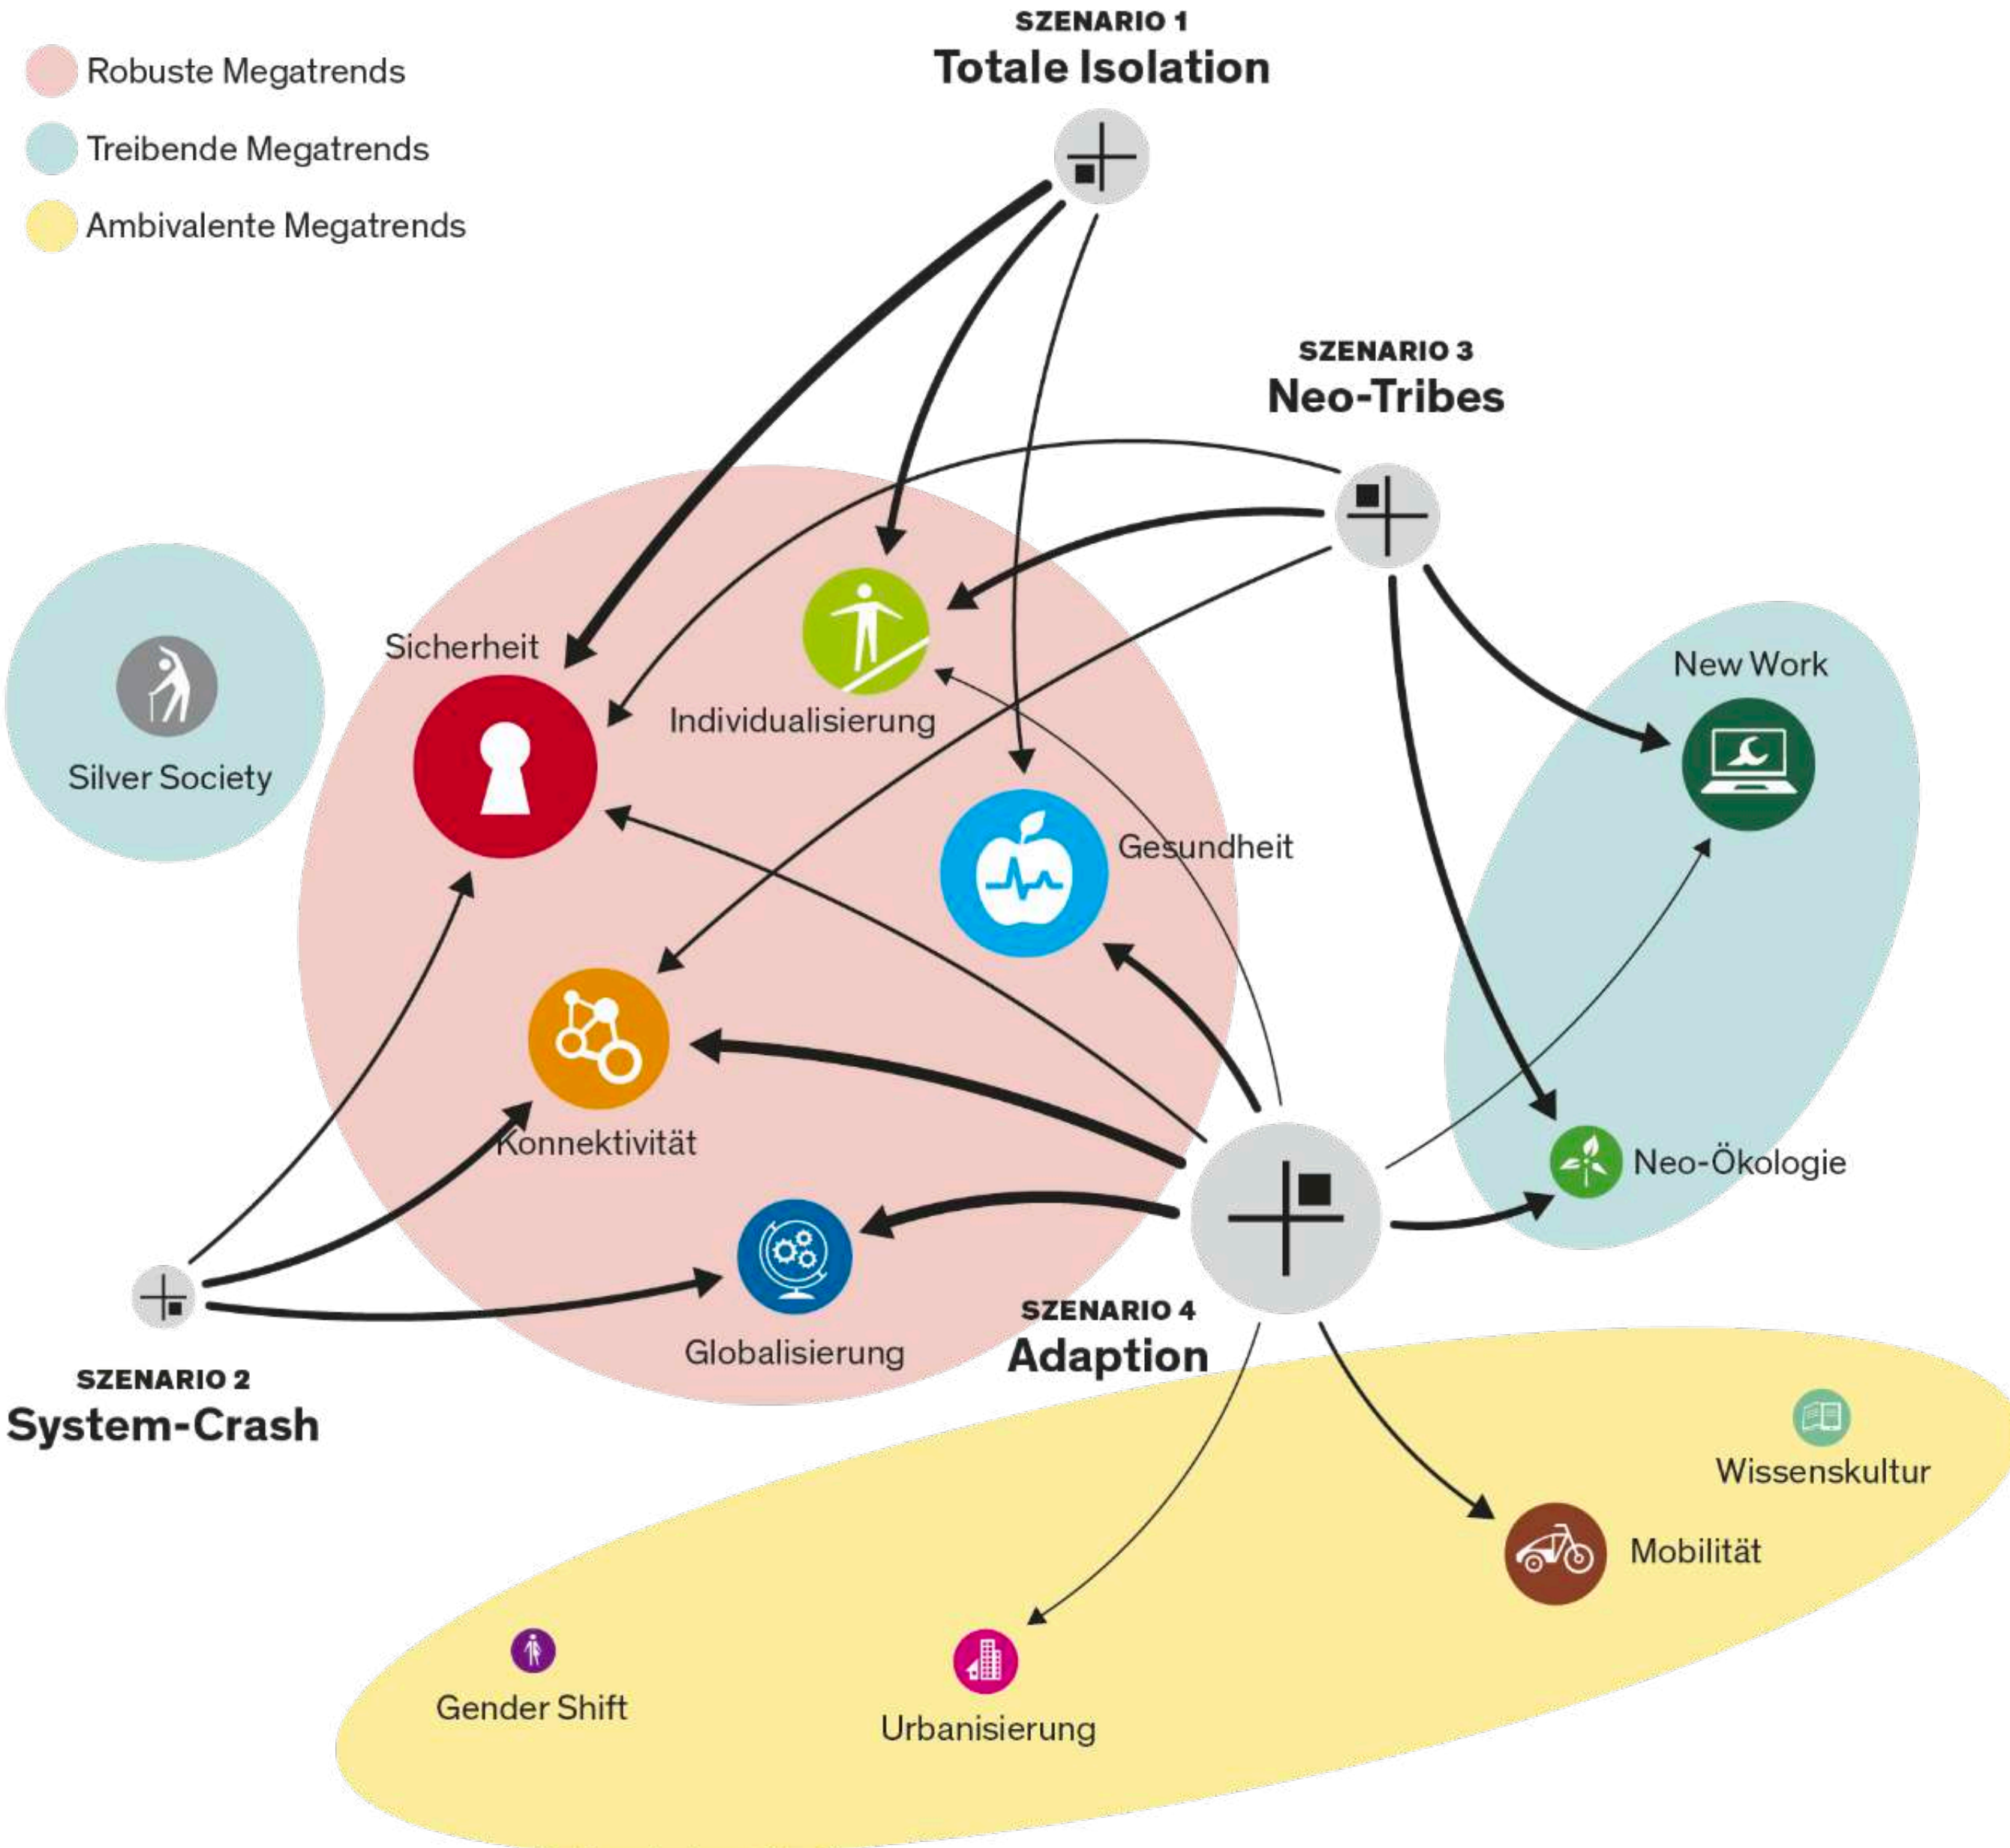 SZENARIO 1
Totale Isolation
Robuste Megatrends
Treibende Megatrends
Ambivalente Megatrends
SZENARIO 3
Neo-Tribes
Sicherheit
New Work
Individualisierung
Silver Society
Gesundheit
Konnektivität
Neo-Ökologie
SZENARIO 4
Adaption
Globalisierung
SZENARIO 2
System-Crash
Wissenskultur
Mobilität
Gender Shift
Urbanisierung